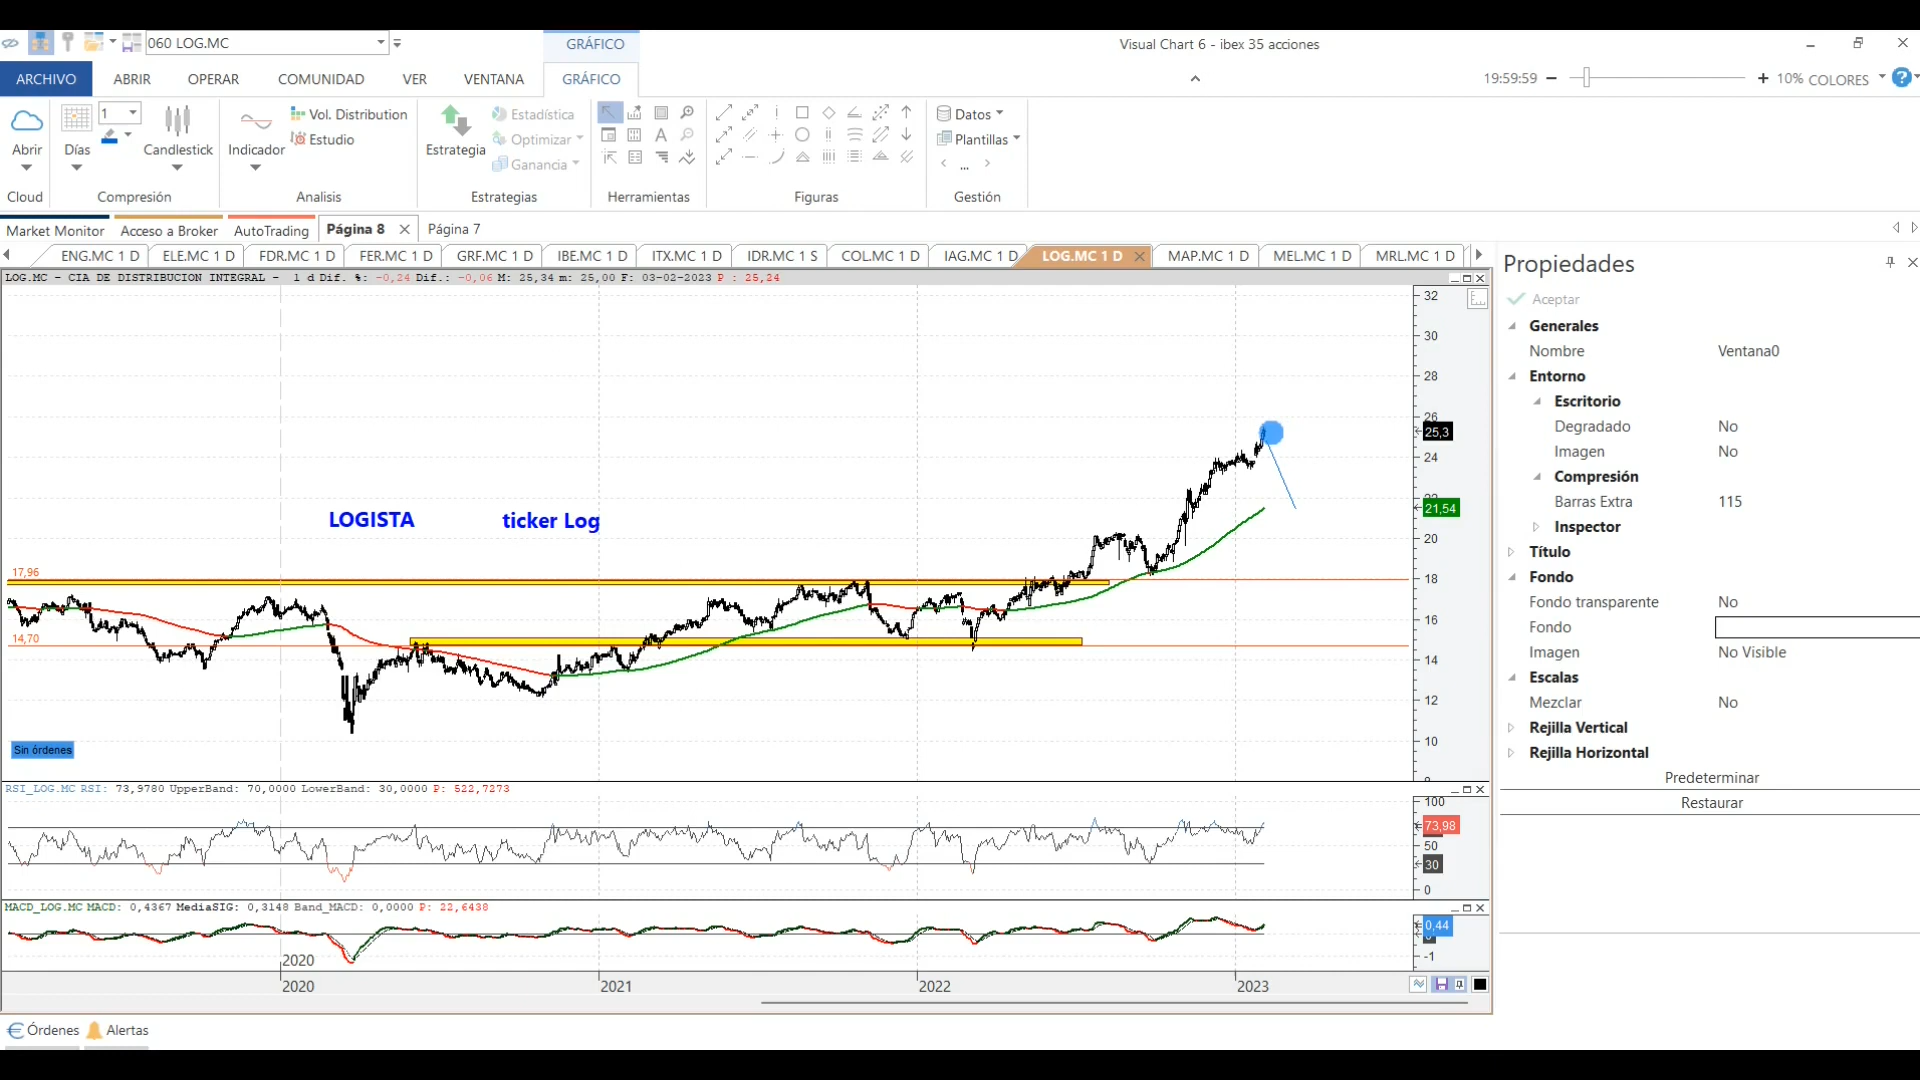 060 LOG.MC
GRÁFICO
Visual Chart 6 - ibex 35 acciones
ARCHIVO ABRIR OPERAR COMUNIDAD VER VENTANA GRÁFICO
19:59:59 − + 10% COLORES ?
Abrir
Cloud
Días
1
Candlestick
Compresión
Indicador
Vol. Distribution
Estudio
Analisis
Estrategia
Estadística
Optimizar
Ganancia
Estrategias
A
Herramientas
Figuras
Datos
Plantillas
< ... >
Gestión
Market Monitor Acceso a Broker AutoTrading Página 8 Página 7
ENG.MC 1 D ELE.MC 1 D FDR.MC 1 D FER.MC 1 D GRF.MC 1 D IBE.MC 1 D ITX.MC 1 D IDR.MC 1 S COL.MC 1 D IAG.MC 1 D LOG.MC 1 D MAP.MC 1 D MEL.MC 1 D MRL.MC 1 D
LOG.MC - CIA DE DISTRIBUCION INTEGRAL - 1 d Dif. %: -0,24 Dif.: -0,06 M: 25,34 m: 25,00 F: 03-02-2023 P : 25,24
32
30
28
26
25,3
24
22
21,54
20
18
16
14
12
10
LOGISTA ticker Log
17,96
14,70
Sin órdenes
RSI_LOG.MC RSI: 73,9780 UpperBand: 70,0000 LowerBand: 30,0000 P: 522,7273
100
73,98
50
30
0
MACD_LOG.MC MACD: 0,4367 MediaSIG: 0,3148 Band_MACD: 0,0000 P: 22,6438
0,44
-1
2020
2020 2021 2022 2023
Órdenes Alertas
Propiedades
Aceptar
Generales
Nombre Ventana0
Entorno
Escritorio
Degradado No
Imagen No
Compresión
Barras Extra 115
Inspector
Título
Fondo
Fondo transparente No
Fondo
Imagen No Visible
Escalas
Mezclar No
Rejilla Vertical
Rejilla Horizontal
Predeterminar
Restaurar